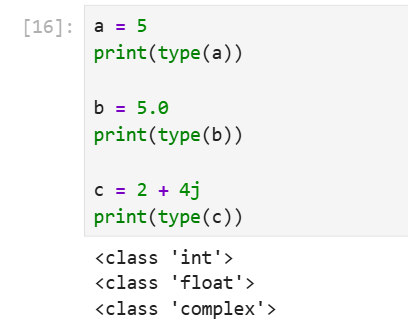 [16]:
a = 5
print(type(a))
b = 5.0
print(type(b))
c = 2 + 4j
print(type(c))
<class 'int'>
<class 'float'>
<class 'complex'>